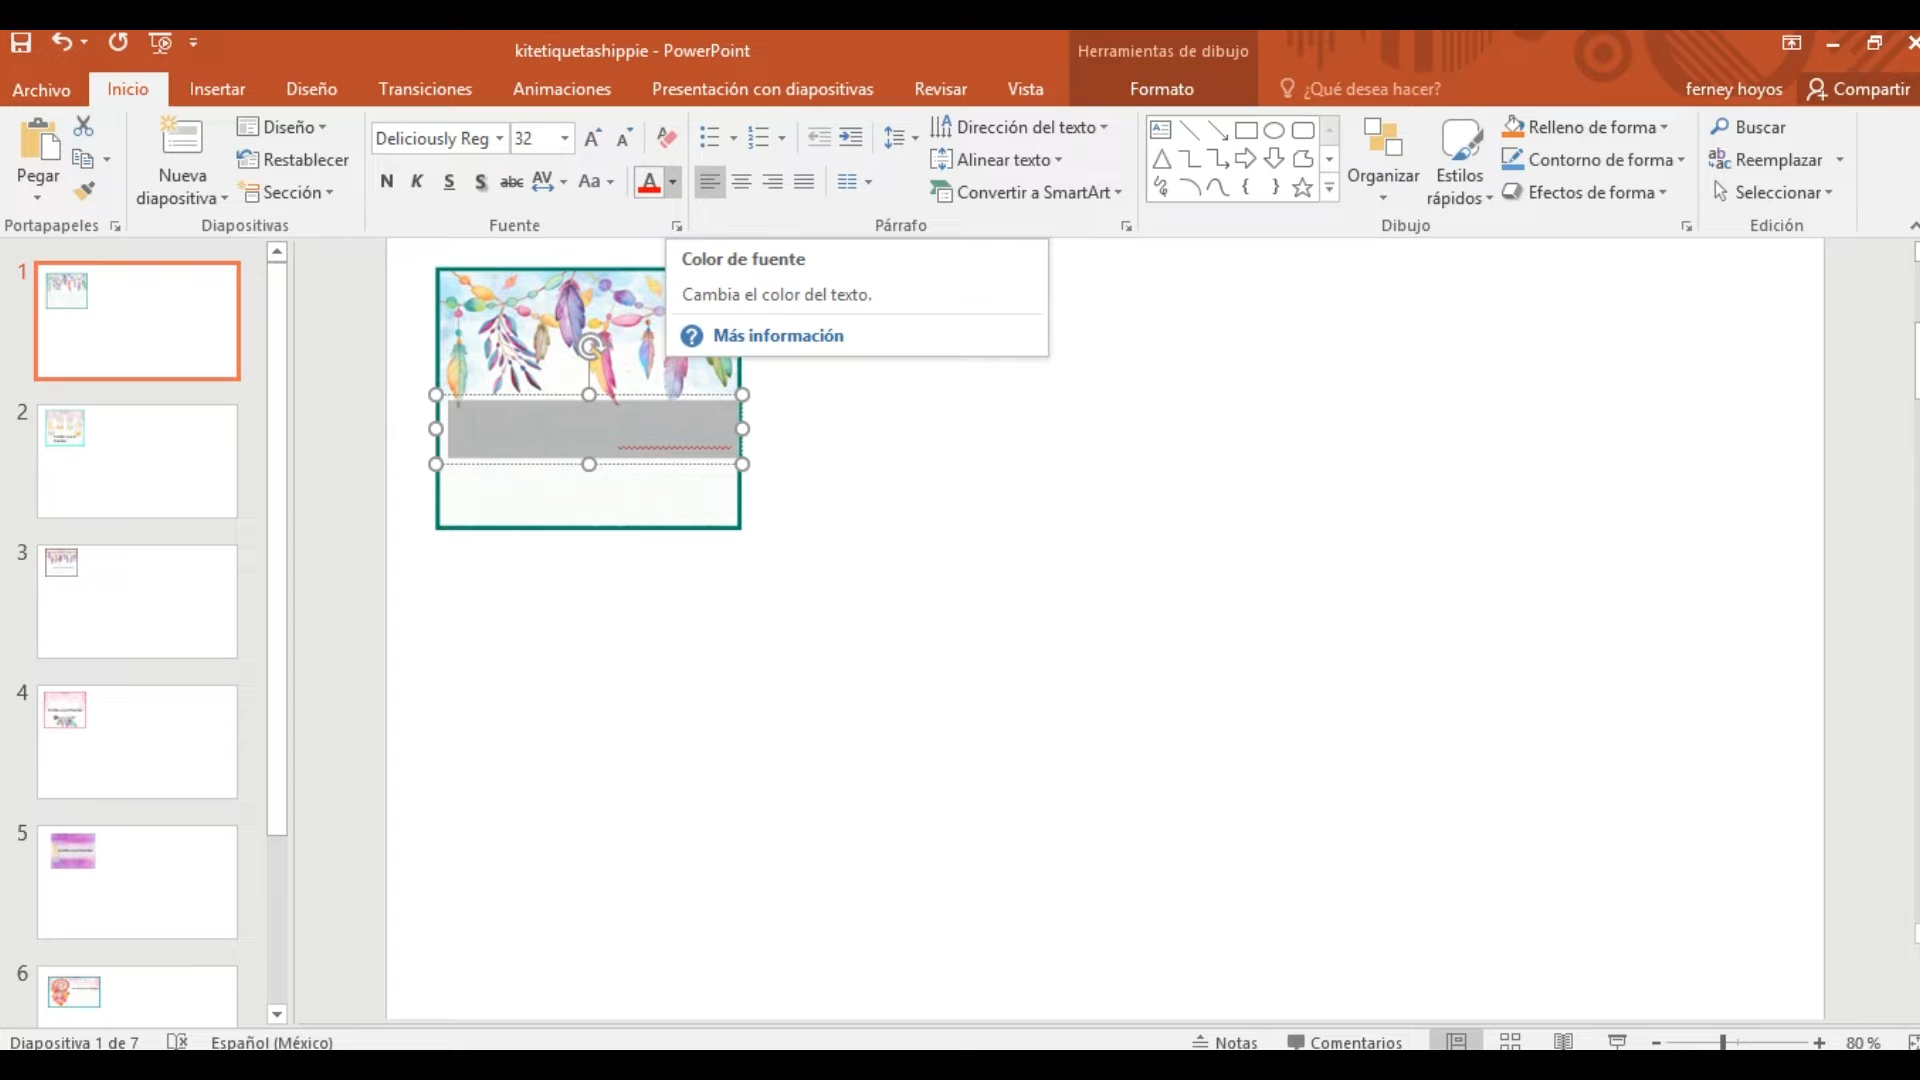 kitetiquetashippie - PowerPoint
Herramientas de dibujo
Archivo
Inicio
Insertar
Diseño
Transiciones
Animaciones
Presentación con diapositivas
Revisar
Vista
Formato
¿Qué desea hacer?
ferney hoyos
Compartir
Pegar
Nueva
diapositiva
Diseño
Restablecer
Sección
Deliciously Reg
32
N K S S abc AV Aa A
Dirección del texto
Alinear texto
Convertir a SmartArt
Organizar
Estilos
rápidos
Relleno de forma
Contorno de forma
Efectos de forma
Buscar
Reemplazar
Seleccionar
Portapapeles
Diapositivas
Fuente
Párrafo
Dibujo
Edición
Color de fuente
Cambia el color del texto.
Más información
1
2
3
4
5
6
Diapositiva 1 de 7
Español (México)
Notas
Comentarios
80 %